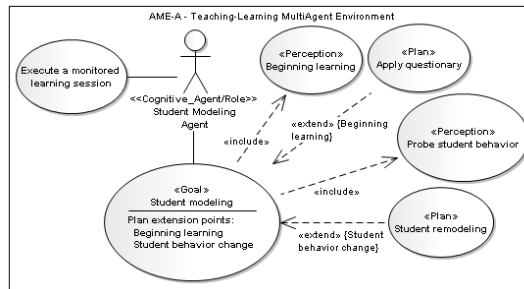 AME-A - Teaching-Learning MultiAgent Environment
Execute a monitored
learning session
<<Cognitive_Agent/Role>>
Student Modeling
Agent
«Perception»
Beginning learning
«Plan»
Apply questionary
«extend» {Beginning
learning}
«include»
«Perception»
Probe student behavior
«include»
«Goal»
Student modeling
Plan extension points:
Beginning learning
Student behavior change
«Plan»
Student remodeling
«extend» {Student
behavior change}